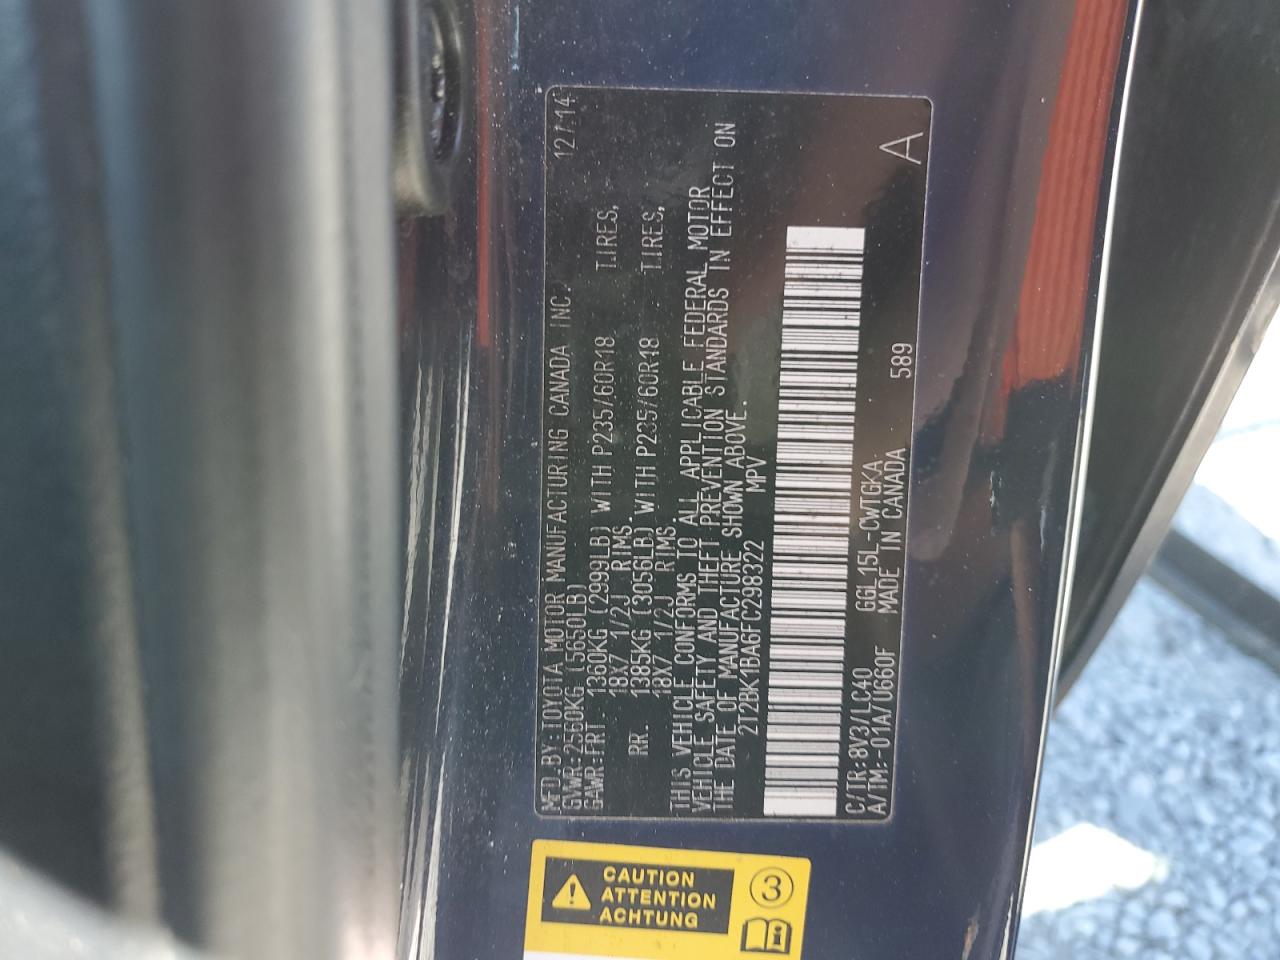 MFD.BY:TOYOTA MOTOR MANUFACTURING CANADA INC. 12/14
GVWR:2560KG (5650LB)
GAWR:FRT 1360KG (2999LB) WITH P235/60R18 TIRES,
18X7 1/2J RIMS.
RR. 1385KG (3056LB) WITH P235/60R18 TIRES,
18X7 1/2J RIMS.
THIS VEHICLE CONFORMS TO ALL APPLICABLE FEDERAL MOTOR
VEHICLE SAFETY AND THEFT PREVENTION STANDARDS IN EFFECT ON
THE DATE OF MANUFACTURE SHOWN ABOVE.
2T2BK1BA6FC298322 MPV
A
C/TR:8V3/LC40 GGL15L-CWTGKA
A/TM:-01A/U660F MADE IN CANADA 589
CAUTION
ATTENTION
ACHTUNG
3